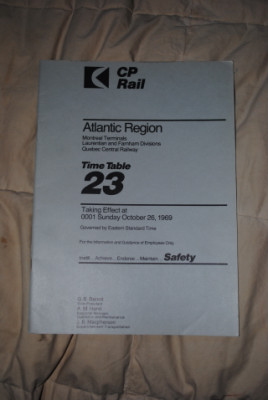 CP
Rail
Atlantic Region
Montreal Terminals
Laurentian and Farnham Divisions
Quebec Central Railway
Time Table
23
Taking Effect at
0001 Sunday October 26, 1969
Governed by Eastern Standard Time
For the Information and Guidance of Employees Only
Safety